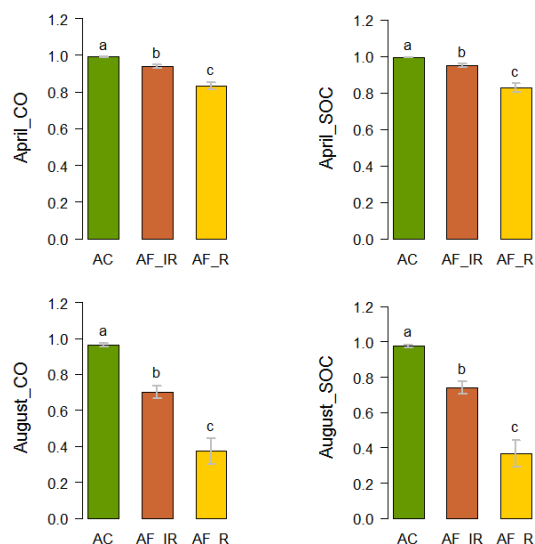 April_CO
1.2
1.0
0.8
0.6
0.4
0.2
0.0
a
b
c
AC AF_IR AF_R
April_SOC
1.2
1.0
0.8
0.6
0.4
0.2
0.0
a
b
c
AC AF_IR AF_R
August_CO
1.2
1.0
0.8
0.6
0.4
0.2
0.0
a
b
c
AC AF_IR AF_R
August_SOC
1.2
1.0
0.8
0.6
0.4
0.2
0.0
a
b
c
AC AF_IR AF_R